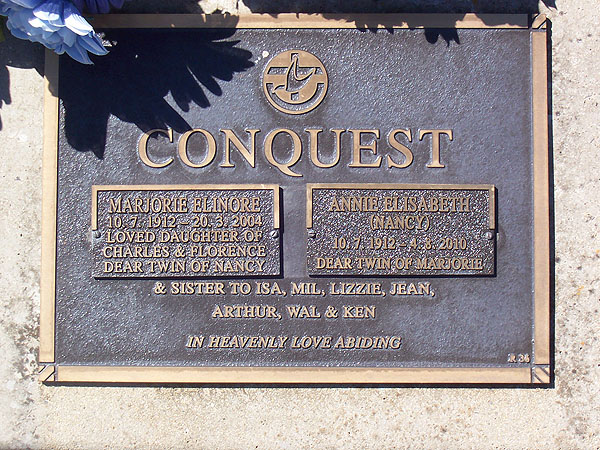 CONQUEST
MARJORIE ELINORE
10. 7. 1912 – 20. 3. 2004
LOVED DAUGHTER OF
CHARLES & FLORENCE
DEAR TWIN OF NANCY
ANNIE ELISABETH
(NANCY)
10. 7. 1912 – 4. 8. 2010
DEAR TWIN OF MARJORIE
& SISTER TO ISA, MIL, LIZZIE, JEAN,
ARTHUR, WAL & KEN
IN HEAVENLY LOVE ABIDING